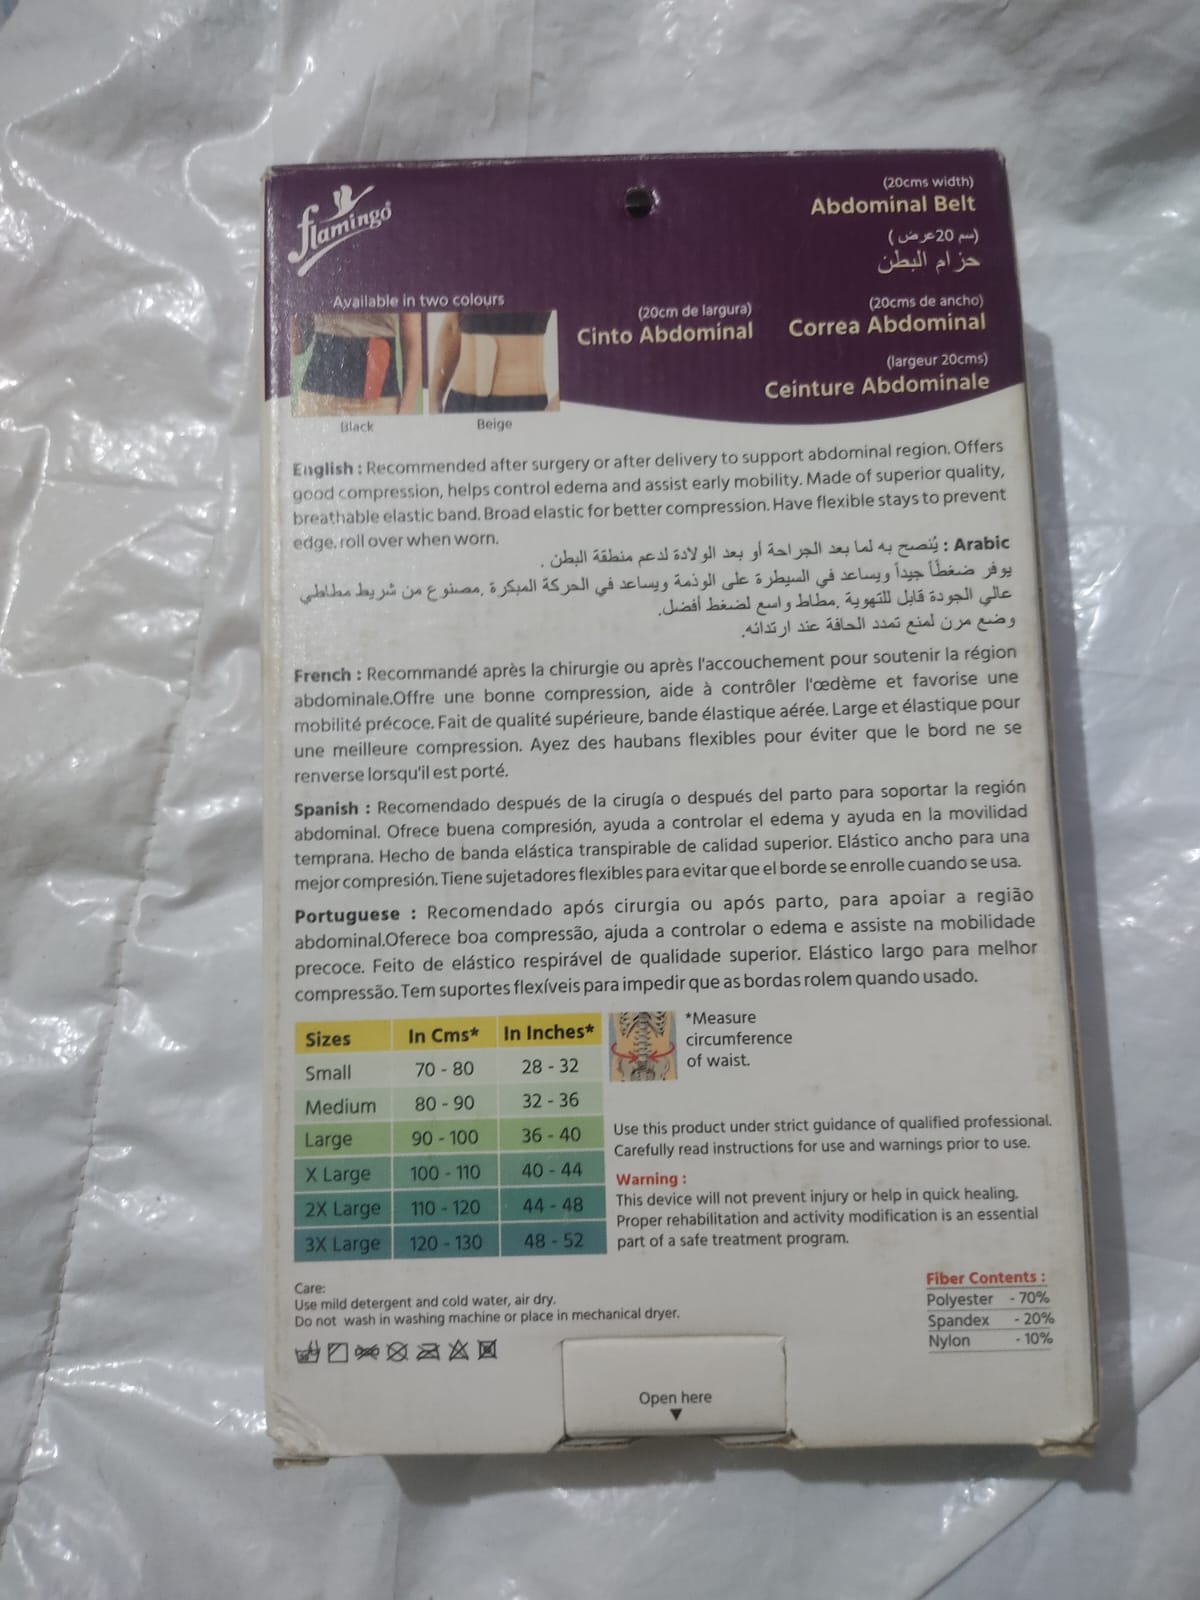 flamingo
(20cms width)
Abdominal Belt
(سم 20عرض )
حزام البطن
Available in two colours
Black
Beige
(20cm de largura)
Cinto Abdominal
(20cms de ancho)
Correa Abdominal
(largeur 20cms)
Ceinture Abdominale
English : Recommended after surgery or after delivery to support abdominal region. Offers
good compression, helps control edema and assist early mobility. Made of superior quality,
breathable elastic band. Broad elastic for better compression. Have flexible stays to prevent
edge, roll over when worn.
Arabic : يُنصح به لما بعد الجراحة أو بعد الولادة لدعم منطقة البطن .
يوفر ضغطاً جيداً ويساعد في السيطرة على الوذمة ويساعد في الحركة المبكرة .مصنوع من شريط مطاطي
عالي الجودة قابل للتهوية .مطاط واسع لضغط أفضل.
وضع مرن لمنع تمدد الحافة عند ارتدائه.
French : Recommandé après la chirurgie ou après l'accouchement pour soutenir la région
abdominale.Offre une bonne compression, aide à contrôler l'œdème et favorise une
mobilité précoce. Fait de qualité supérieure, bande élastique aérée. Large et élastique pour
une meilleure compression. Ayez des haubans flexibles pour éviter que le bord ne se
renverse lorsqu'il est porté.
Spanish : Recomendado después de la cirugía o después del parto para soportar la región
abdominal. Ofrece buena compresión, ayuda a controlar el edema y ayuda en la movilidad
temprana. Hecho de banda elástica transpirable de calidad superior. Elástico ancho para una
mejor compresión. Tiene sujetadores flexibles para evitar que el borde se enrolle cuando se usa.
Portuguese : Recomendado após cirurgia ou após parto, para apoiar a região
abdominal.Oferece boa compressão, ajuda a controlar o edema e assiste na mobilidade
precoce. Feito de elástico respirável de qualidade superior. Elástico largo para melhor
compressão. Tem suportes flexíveis para impedir que as bordas rolem quando usado.
Sizes In Cms* In Inches*
Small 70 - 80 28 - 32
Medium 80 - 90 32 - 36
Large 90 - 100 36 - 40
X Large 100 - 110 40 - 44
2X Large 110 - 120 44 - 48
3X Large 120 - 130 48 - 52
*Measure
circumference
of waist.
Use this product under strict guidance of qualified professional.
Carefully read instructions for use and warnings prior to use.
Warning :
This device will not prevent injury or help in quick healing.
Proper rehabilitation and activity modification is an essential
part of a safe treatment program.
Care:
Use mild detergent and cold water, air dry.
Do not wash in washing machine or place in mechanical dryer.
Fiber Contents :
Polyester - 70%
Spandex - 20%
Nylon - 10%
Open here